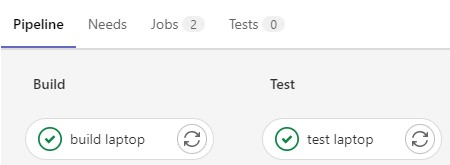 Pipeline Needs Jobs 2 Tests 0
Build Test
build laptop test laptop